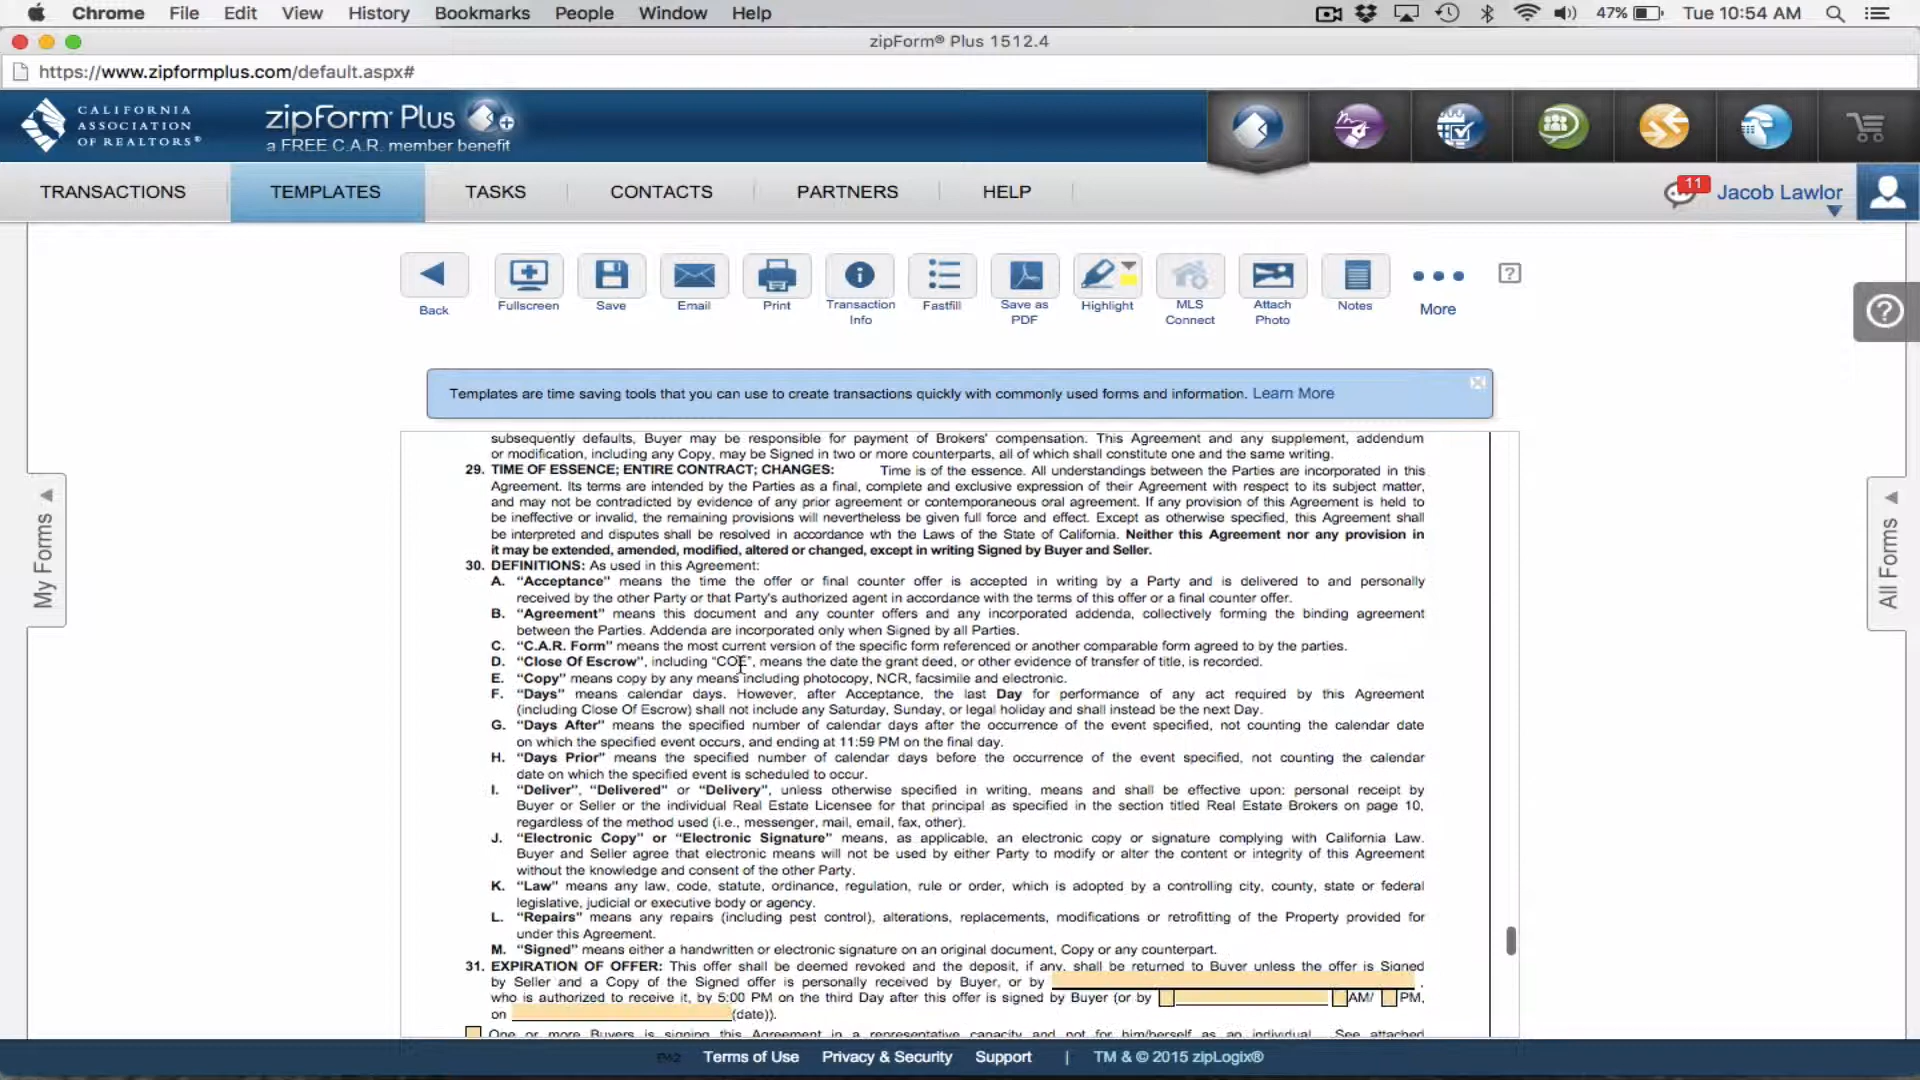 Chrome File Edit View History Bookmarks People Window Help 47% Tue 10:54 AM
zipForm® Plus 1512.4
https://www.zipformplus.com/default.aspx#
CALIFORNIA
ASSOCIATION
OF REALTORS®
zipForm® Plus
a FREE C.A.R. member benefit
TRANSACTIONS TEMPLATES TASKS CONTACTS PARTNERS HELP 11 Jacob Lawlor
Back Fullscreen Save Email Print Transaction Info Fastfill Save as PDF Highlight MLS Connect Attach Photo Notes More ?
?
Templates are time saving tools that you can use to create transactions quickly with commonly used forms and information. Learn More
My Forms
All Forms
subsequently defaults, Buyer may be responsible for payment of Brokers' compensation. This Agreement and any supplement, addendum
or modification, including any Copy, may be Signed in two or more counterparts, all of which shall constitute one and the same writing.
29. TIME OF ESSENCE; ENTIRE CONTRACT; CHANGES: Time is of the essence. All understandings between the Parties are incorporated in this
Agreement. Its terms are intended by the Parties as a final, complete and exclusive expression of their Agreement with respect to its subject matter,
and may not be contradicted by evidence of any prior agreement or contemporaneous oral agreement. If any provision of this Agreement is held to
be ineffective or invalid, the remaining provisions will nevertheless be given full force and effect. Except as otherwise specified, this Agreement shall
be interpreted and disputes shall be resolved in accordance wth the Laws of the State of California. Neither this Agreement nor any provision in
it may be extended, amended, modified, altered or changed, except in writing Signed by Buyer and Seller.
30. DEFINITIONS: As used in this Agreement:
A. "Acceptance" means the time the offer or final counter offer is accepted in writing by a Party and is delivered to and personally
received by the other Party or that Party's authorized agent in accordance with the terms of this offer or a final counter offer.
B. "Agreement" means this document and any counter offers and any incorporated addenda, collectively forming the binding agreement
between the Parties. Addenda are incorporated only when Signed by all Parties.
C. "C.A.R. Form" means the most current version of the specific form referenced or another comparable form agreed to by the parties.
D. "Close Of Escrow", including "COE", means the date the grant deed, or other evidence of transfer of title, is recorded.
E. "Copy" means copy by any means including photocopy, NCR, facsimile and electronic.
F. "Days" means calendar days. However, after Acceptance, the last Day for performance of any act required by this Agreement
(including Close Of Escrow) shall not include any Saturday, Sunday, or legal holiday and shall instead be the next Day.
G. "Days After" means the specified number of calendar days after the occurrence of the event specified, not counting the calendar date
on which the specified event occurs, and ending at 11:59 PM on the final day.
H. "Days Prior" means the specified number of calendar days before the occurrence of the event specified, not counting the calendar
date on which the specified event is scheduled to occur.
I. "Deliver", "Delivered" or "Delivery", unless otherwise specified in writing, means and shall be effective upon: personal receipt by
Buyer or Seller or the individual Real Estate Licensee for that principal as specified in the section titled Real Estate Brokers on page 10,
regardless of the method used (i.e., messenger, mail, email, fax, other).
J. "Electronic Copy" or "Electronic Signature" means, as applicable, an electronic copy or signature complying with California Law.
Buyer and Seller agree that electronic means will not be used by either Party to modify or alter the content or integrity of this Agreement
without the knowledge and consent of the other Party.
K. "Law" means any law, code, statute, ordinance, regulation, rule or order, which is adopted by a controlling city, county, state or federal
legislative, judicial or executive body or agency.
L. "Repairs" means any repairs (including pest control), alterations, replacements, modifications or retrofitting of the Property provided for
under this Agreement.
M. "Signed" means either a handwritten or electronic signature on an original document, Copy or any counterpart.
31. EXPIRATION OF OFFER: This offer shall be deemed revoked and the deposit, if any, shall be returned to Buyer unless the offer is Signed
by Seller and a Copy of the Signed offer is personally received by Buyer, or by ,
who is authorized to receive it, by 5:00 PM on the third Day after this offer is signed by Buyer (or by AM/ PM,
on (date)).
One or more Buyers is signing this Agreement in a representative capacity and not for him/herself as an individual. See attached
Terms of Use Privacy & Security Support | TM & © 2015 zipLogix®